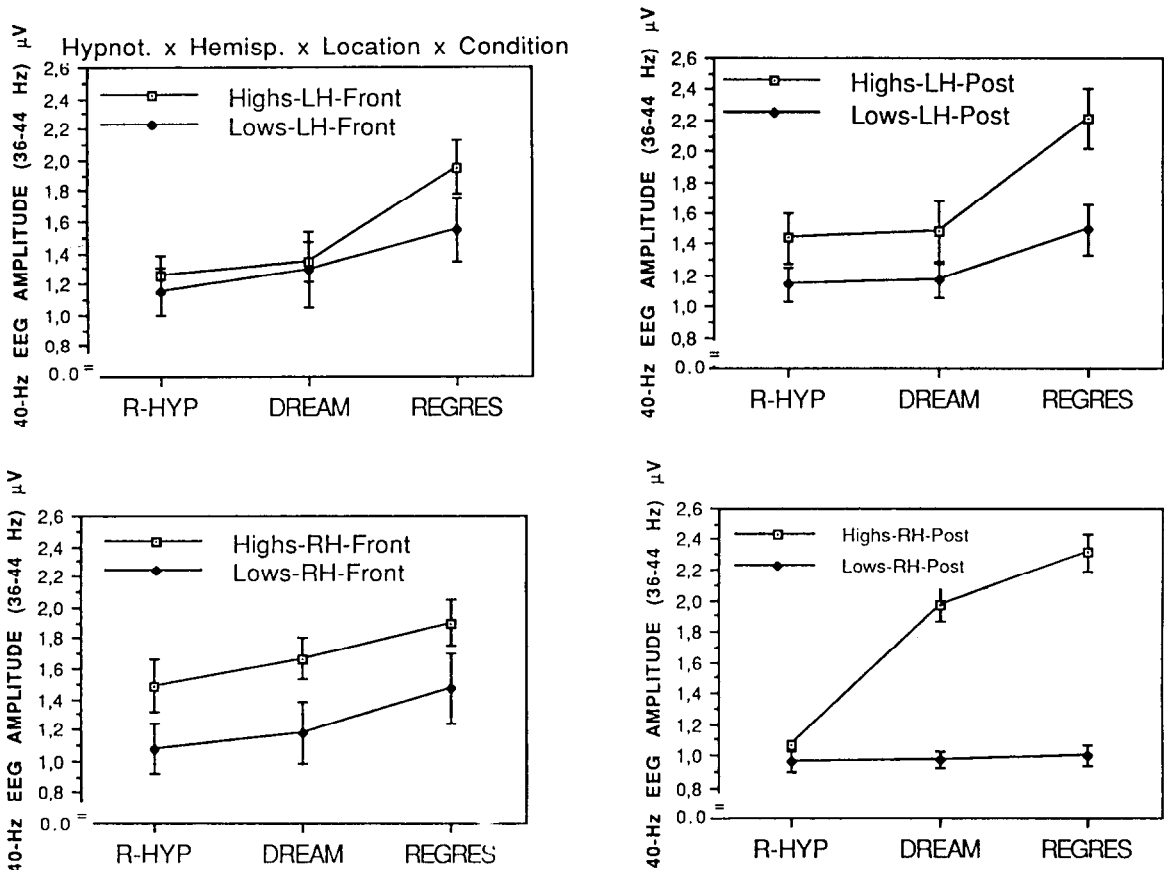 Hypnot. x Hemisp. x Location x Condition
40-Hz EEG AMPLITUDE (36-44 Hz) µV
2,6
2,4
2,2
2,0
1,8
1,6
1,4
1,2
1,0
0,8
0.0 =
Highs-LH-Front
Lows-LH-Front
R-HYP DREAM REGRES
40-Hz EEG AMPLITUDE (36-44 Hz) µV
2,6
2,4
2,2
2,0
1,8
1,6
1,4
1,2
1,0
0,8
0.0 =
Highs-LH-Post
Lows-LH-Post
R-HYP DREAM REGRES
40-Hz EEG AMPLITUDE (36-44 Hz) µV
2,6
2,4
2,2
2,0
1,8
1,6
1,4
1,2
1,0
0,8
0.0 =
Highs-RH-Front
Lows-RH-Front
R-HYP DREAM REGRES
40-Hz EEG AMPLITUDE (36-44 Hz) µV
2,6
2,4
2,2
2,0
1,8
1,6
1,4
1,2
1,0
0,8
0.0 =
Highs-RH-Post
Lows-RH-Post
R-HYP DREAM REGRES